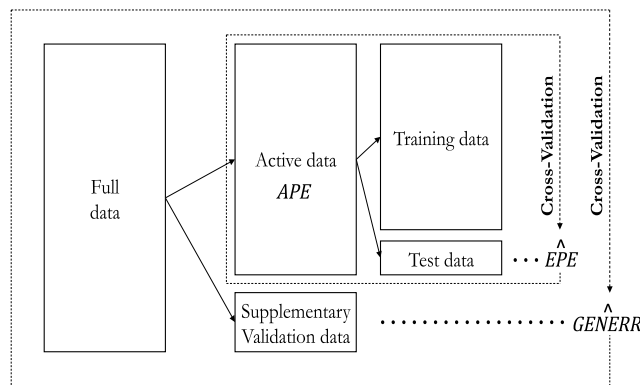 Full
data
Active data
APE
Training data
Test data
Supplementary
Validation data
Cross-Validation
Cross-Validation
^
EPE
^
GENERR